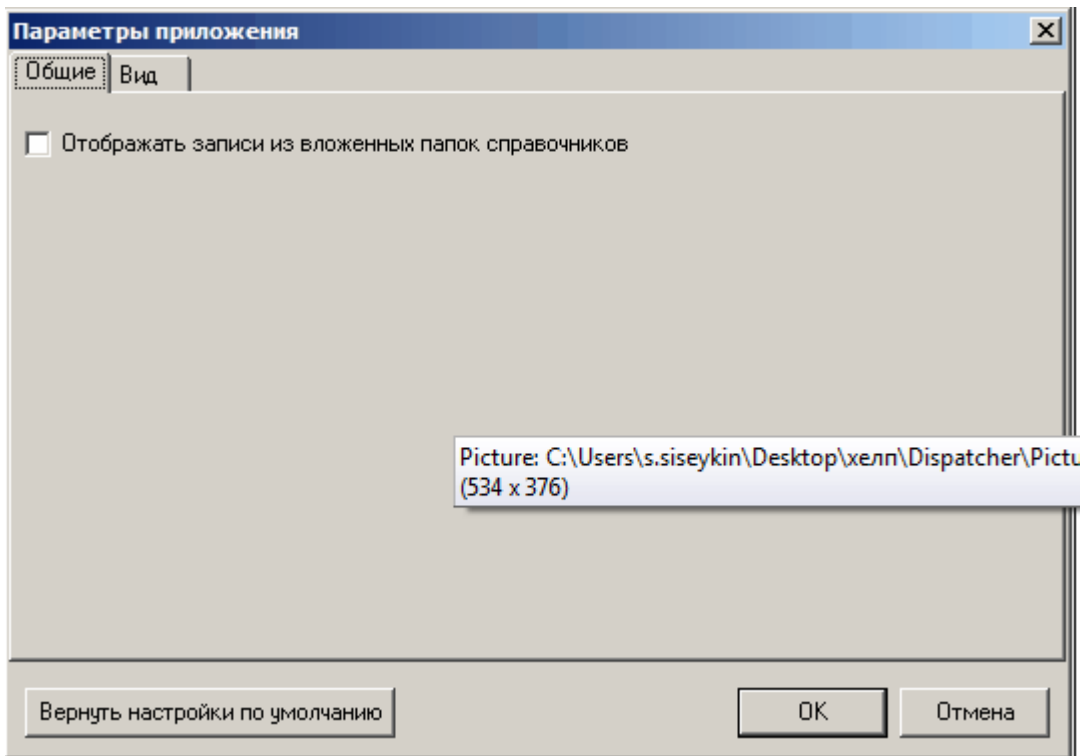 Параметры приложения
Общие
Вид
Отображать записи из вложенных папок справочников
Picture: C:\Users\s.siseykin\Desktop\хелп\Dispatcher\Pictu
(534 x 376)
Вернуть настройки по умолчанию
OK
Отмена